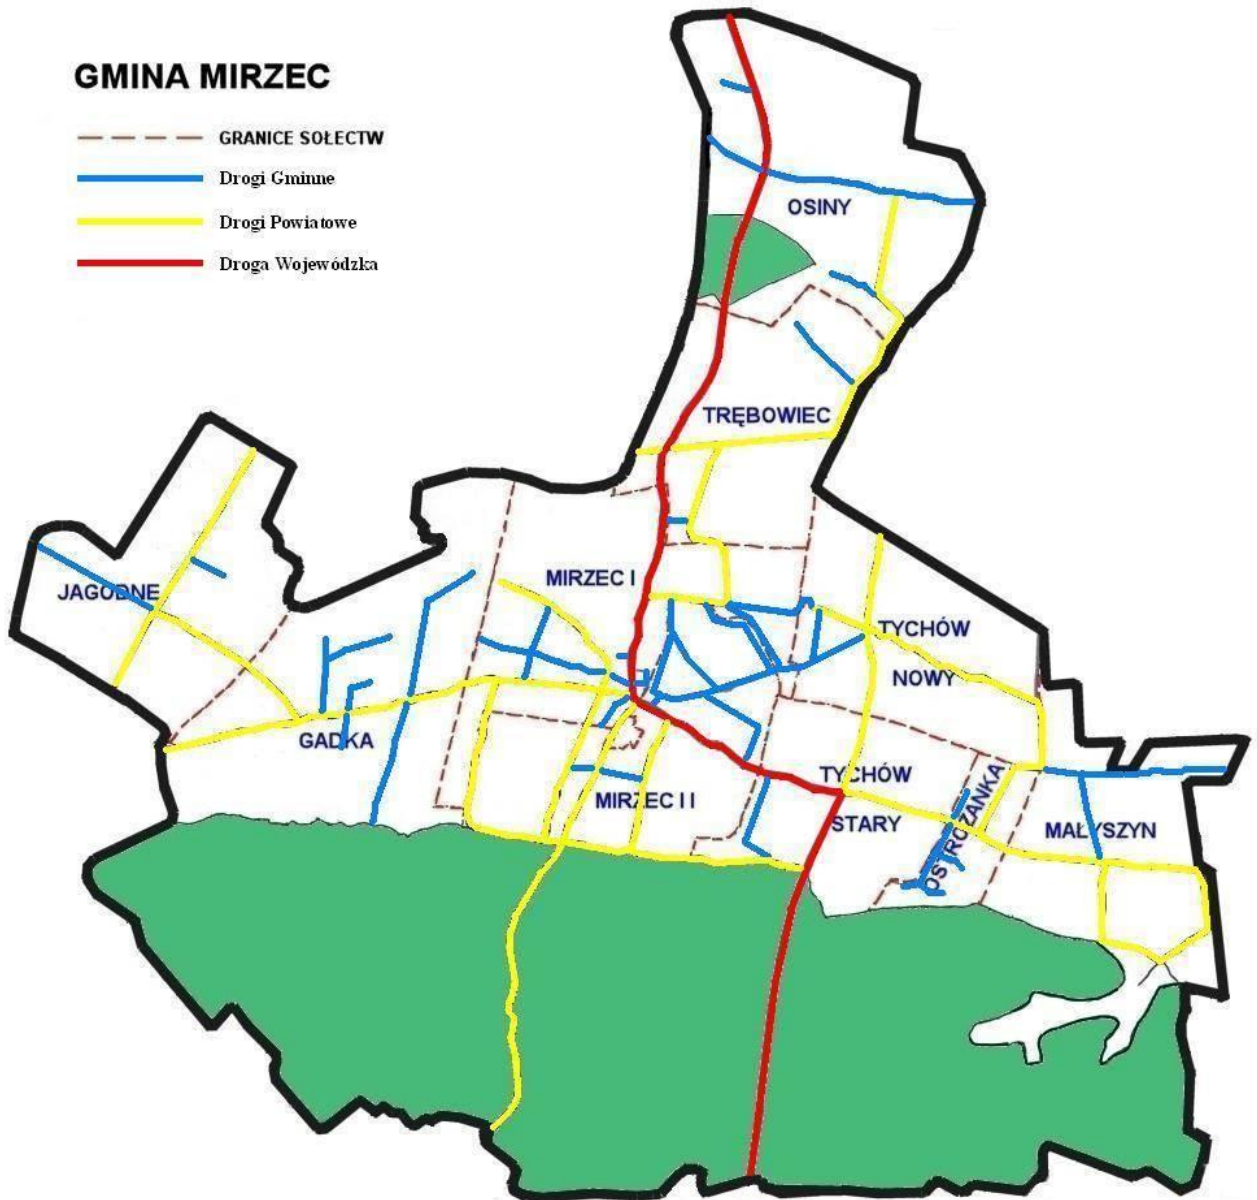 GMINA MIRZEC
GRANICE SOŁECTW
Drogi Gminne
Drogi Powiatowe
Droga Wojewódzka
OSINY
TRĘBOWIEC
MIRZEC I
JAGODNE
TYCHÓW
NOWY
GADKA
TYCHÓW
STARY
MIRZEC II
OSTROŻANKA
MAŁYSZYN